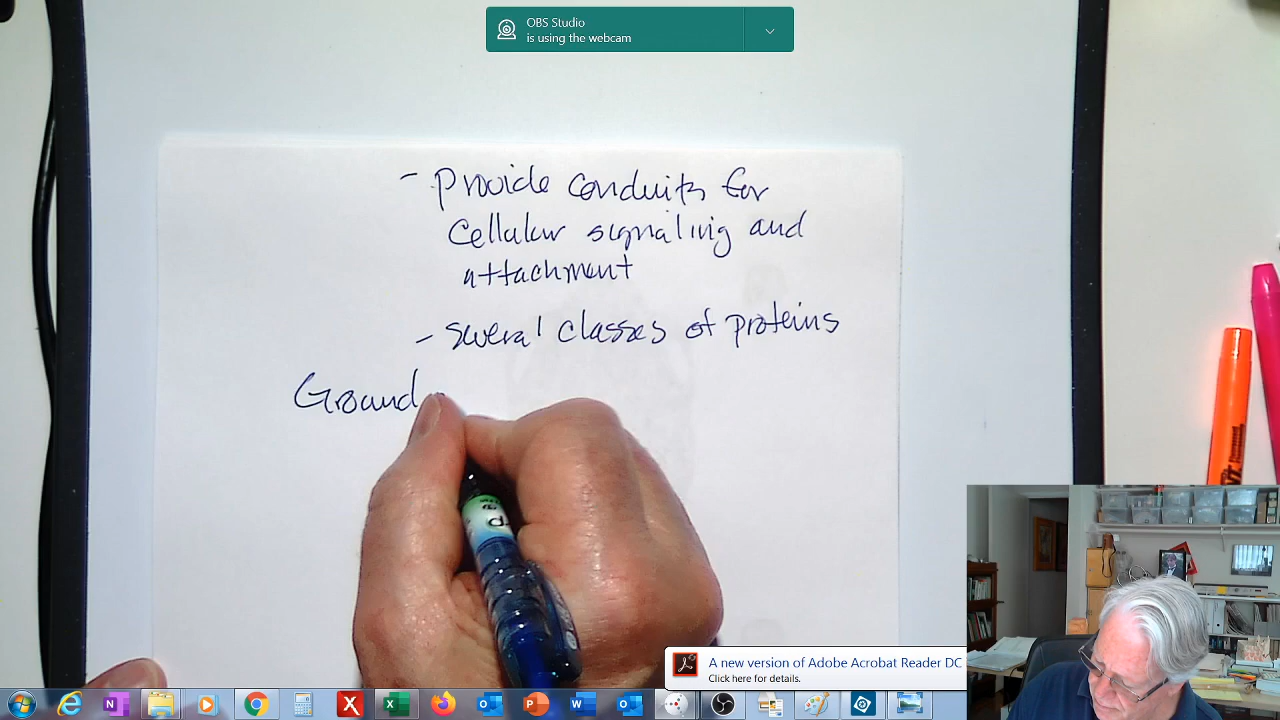 OBS Studio
is using the webcam
- Provide conduits for
cellular signaling and
attachment
- several classes of proteins
Ground
A new version of Adobe Acrobat Reader DC
Click here for details.